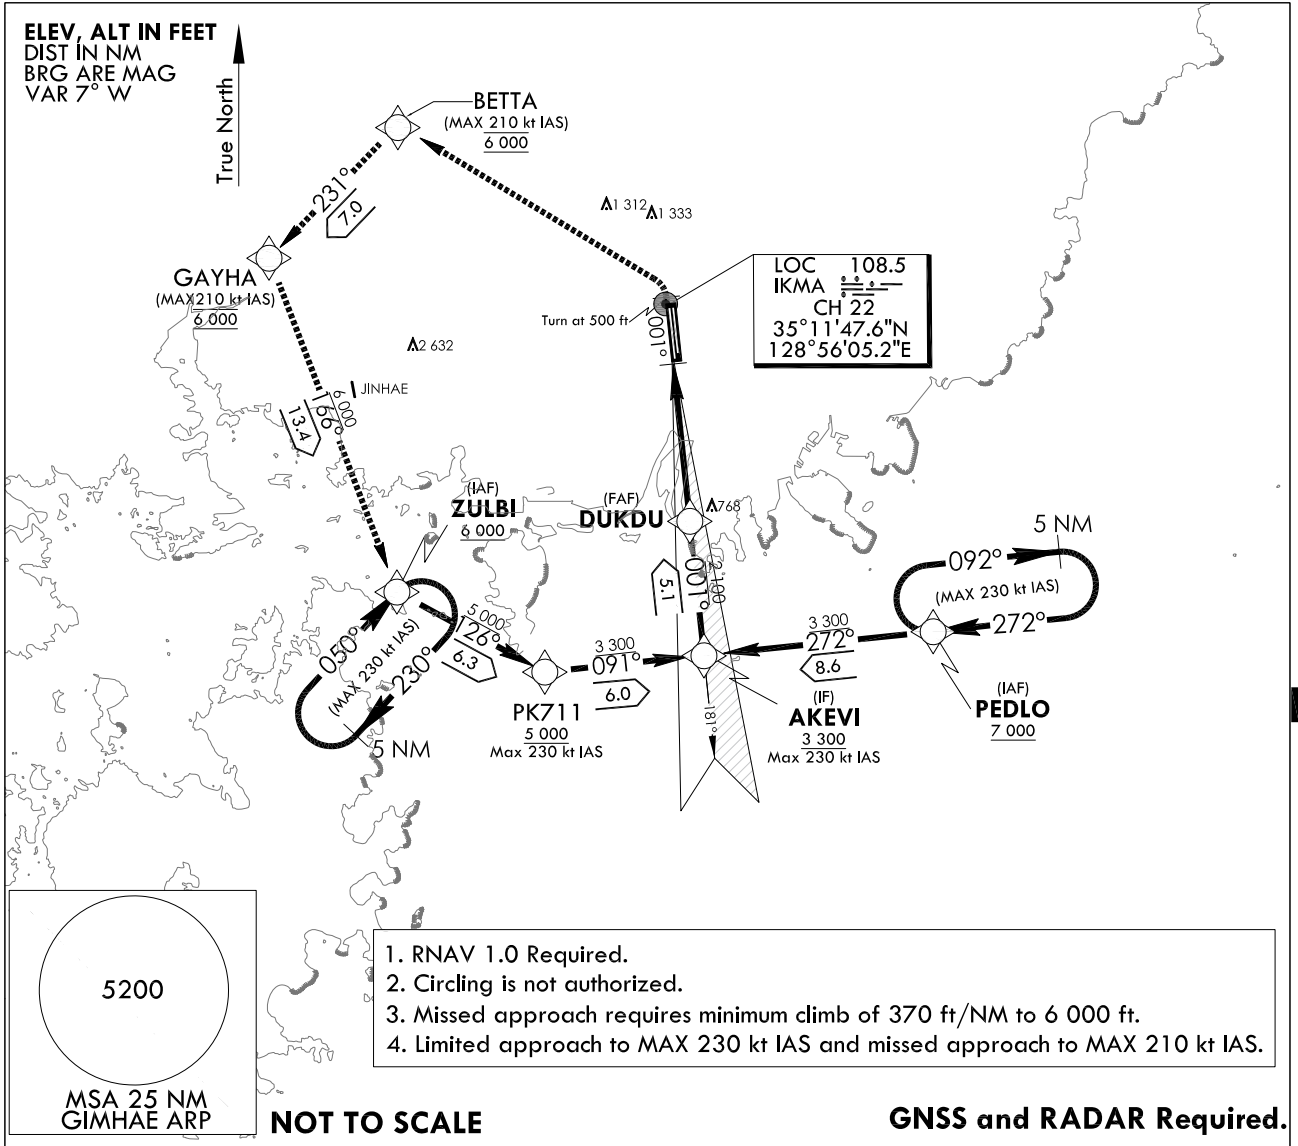 ELEV, ALT IN FEET
DIST IN NM
BRG ARE MAG
VAR 7° W
True North
BETTA
(MAX 210 kt IAS)
6 000
231°
7.0
1 312
1 333
GAYHA
(MAX210 kt IAS)
6 000
LOC 108.5
IKMA
CH 22
35°11'47.6"N
128°56'05.2"E
Turn at 500 ft
001°
2 632
JINHAE
6 000
166°
13.4
(IAF)
ZULBI
6 000
(FAF)
DUKDU
768
5 NM
092°
(MAX 230 kt IAS)
272°
2 100
001°
5.1
050°
(MAX 230 kt IAS)
230°
5 NM
5 000
126°
6.3
3 300
091°
6.0
3 300
272°
8.6
PK711
5 000
Max 230 kt IAS
181°
(IF)
AKEVI
3 300
Max 230 kt IAS
(IAF)
PEDLO
7 000
5200
MSA 25 NM
GIMHAE ARP
1. RNAV 1.0 Required.
2. Circling is not authorized.
3. Missed approach requires minimum climb of 370 ft/NM to 6 000 ft.
4. Limited approach to MAX 230 kt IAS and missed approach to MAX 210 kt IAS.
NOT TO SCALE
GNSS and RADAR Required.